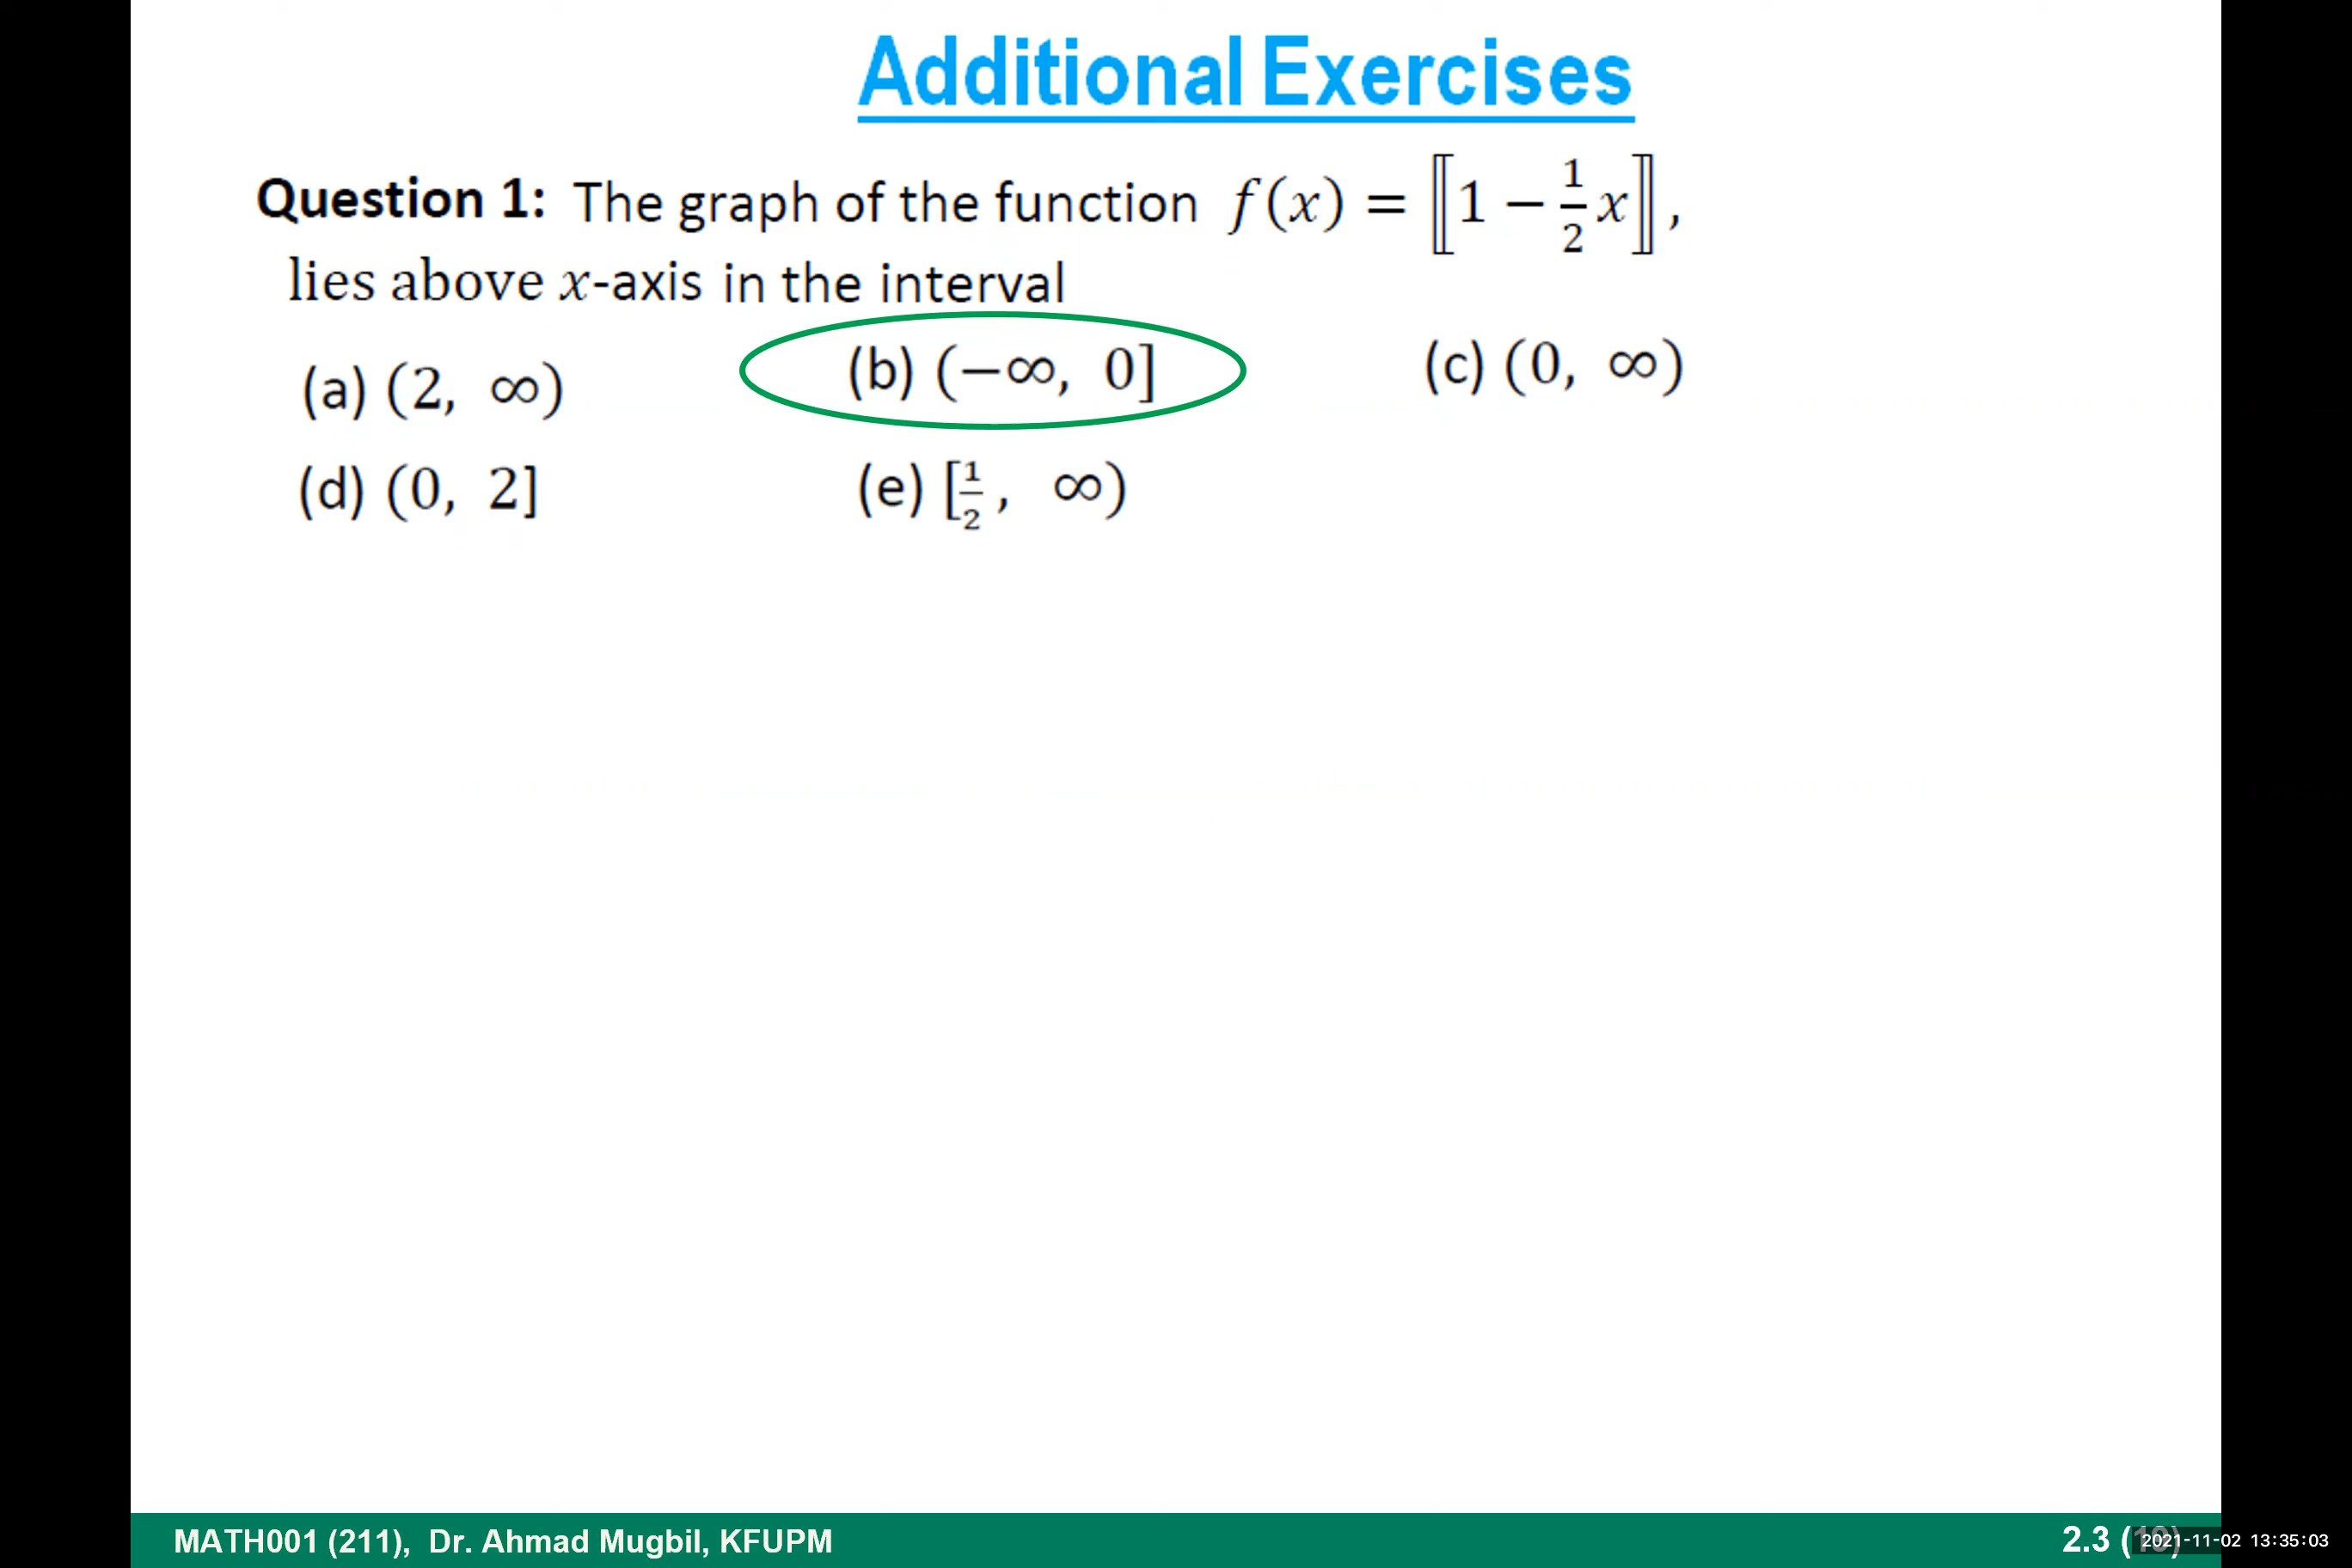 Additional Exercises
Question 1: The graph of the function f(x) = ⟦1 − 1/2 x⟧,
lies above x-axis in the interval
(a) (2, ∞) (b) (−∞, 0] (c) (0, ∞)
(d) (0, 2] (e) [1/2, ∞)
MATH001 (211), Dr. Ahmad Mugbil, KFUPM 2.3 ( 2021-11-02 13:35:03